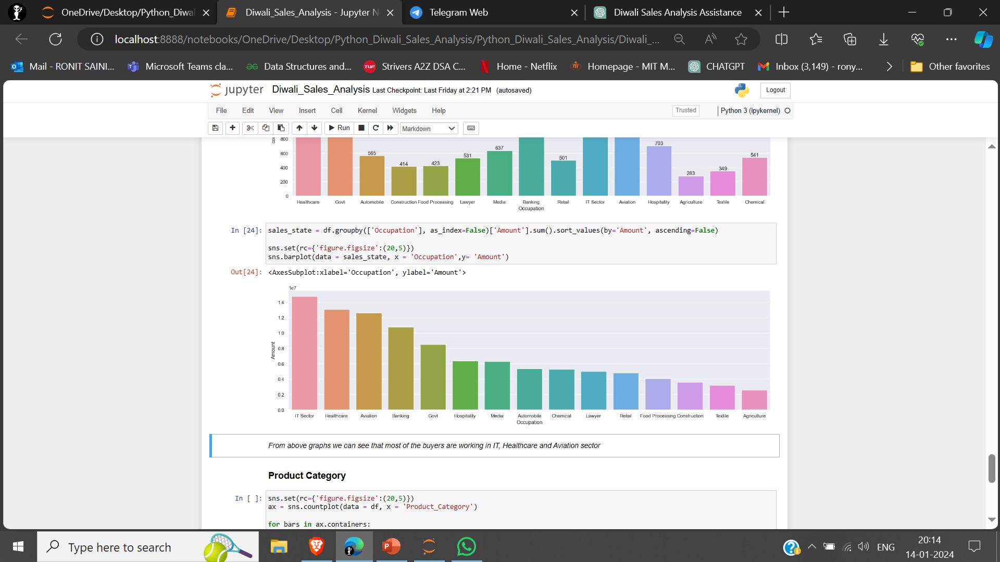 OneDrive/Desktop/Python_Diwal
Diwali_Sales_Analysis - Jupyter N
Telegram Web
Diwali Sales Analysis Assistance
localhost:8888/notebooks/OneDrive/Desktop/Python_Diwali_Sales_Analysis/Python_Diwali_Sales_Analysis/Diwali_...
Mail - RONIT SAINI...
Microsoft Teams cla...
Data Structures and...
Strivers A2Z DSA C...
Home - Netflix
Homepage - MIT M...
CHATGPT
Inbox (3,149) - rony...
Other favorites
jupyter Diwali_Sales_Analysis Last Checkpoint: Last Friday at 2:21 PM (autosaved)
Logout
File Edit View Insert Cell Kernel Widgets Help
Trusted
Python 3 (ipykernel)
Run
Markdown
800
600
400
200
0
565
414
423
531
637
501
703
283
349
541
Healthcare Govt Automobile Construction Food Processing Lawyer Media Banking Retail IT Sector Aviation Hospitality Agriculture Textile Chemical
Occupation
In [24]: sales_state = df.groupby(['Occupation'], as_index=False)['Amount'].sum().sort_values(by='Amount', ascending=False)
sns.set(rc={'figure.figsize':(20,5)})
sns.barplot(data = sales_state, x = 'Occupation',y= 'Amount')
Out[24]: <AxesSubplot:xlabel='Occupation', ylabel='Amount'>
1e7
1.4
1.2
1.0
0.8
0.6
0.4
0.2
0.0
Amount
IT Sector Healthcare Aviation Banking Govt Hospitality Media Automobile Chemical Lawyer Retail Food Processing Construction Textile Agriculture
Occupation
From above graphs we can see that most of the buyers are working in IT, Healthcare and Aviation sector
Product Category
In [ ]: sns.set(rc={'figure.figsize':(20,5)})
ax = sns.countplot(data = df, x = 'Product_Category')
for bars in ax.containers:
Type here to search
ENG
20:14
14-01-2024